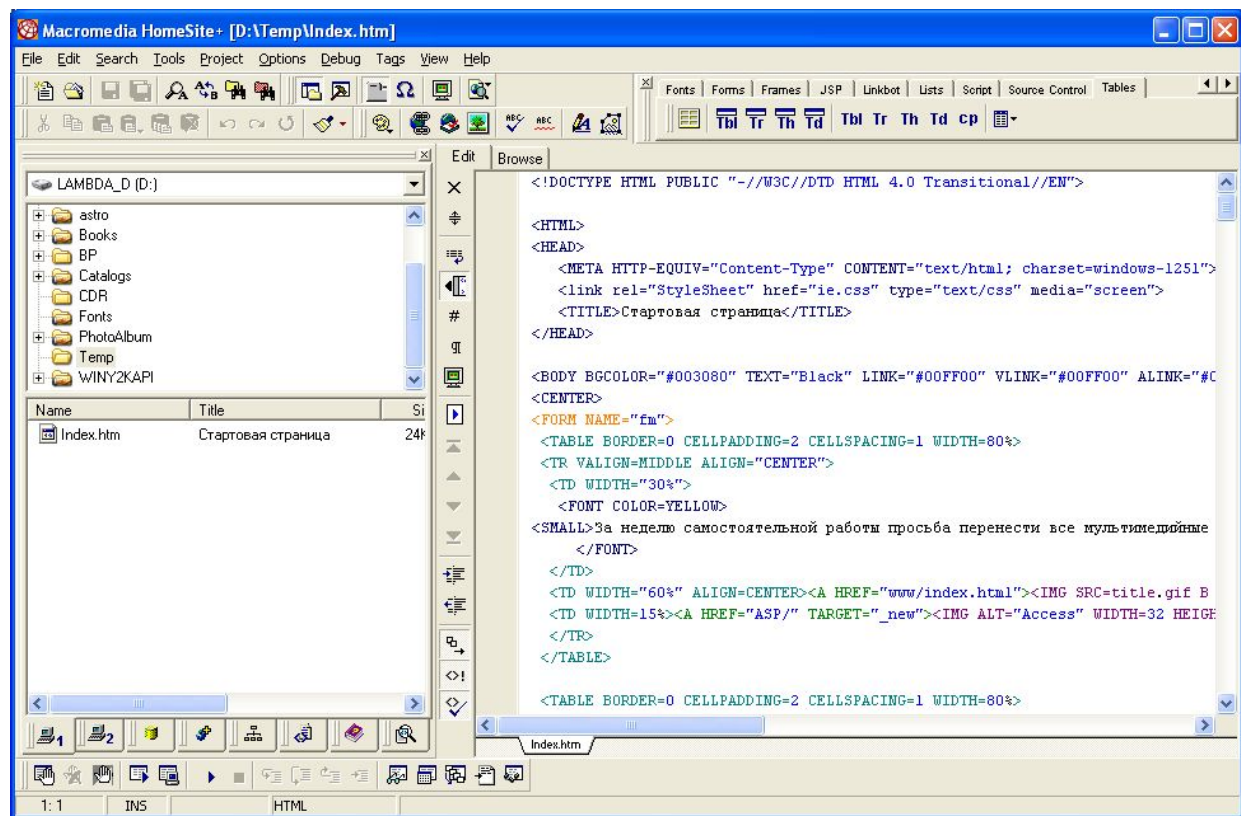 Macromedia HomeSite+ [D:\Temp\Index.htm]
File Edit Search Tools Project Options Debug Tags View Help
Fonts Forms Frames JSP Linkbot Lists Script Source Control Tables
Tbl Tr Th Td Tbl Tr Th Td CP
Edit Browse
LAMBDA_D (D:)
astro
Books
BP
Catalogs
CDR
Fonts
PhotoAlbum
Temp
WINY2KAPI
Name Title Si
Index.htm Стартовая страница 24k
<!DOCTYPE HTML PUBLIC "-//W3C//DTD HTML 4.0 Transitional//EN">
<HTML>
<HEAD>
<META HTTP-EQUIV="Content-Type" CONTENT="text/html; charset=windows-1251">
<link rel="StyleSheet" href="ie.css" type="text/css" media="screen">
<TITLE>Стартовая страница</TITLE>
</HEAD>
<BODY BGCOLOR="#003080" TEXT="Black" LINK="#00FF00" VLINK="#00FF00" ALINK="#
<CENTER>
<FORM NAME="fm">
<TABLE BORDER=0 CELLPADDING=2 CELLSPACING=1 WIDTH=80%>
<TR VALIGN=MIDDLE ALIGN="CENTER">
<TD WIDTH="30%">
<FONT COLOR=YELLOW>
<SMALL>За неделю самостоятельной работы просьба перенести все мультимедийные
</FONT>
</TD>
<TD WIDTH="60%" ALIGN=CENTER><A HREF="www/index.html"><IMG SRC=title.gif B
<TD WIDTH=15%><A HREF="ASP/" TARGET="_new"><IMG ALT="Access" WIDTH=32 HEIGH
</TR>
</TABLE>
<TABLE BORDER=0 CELLPADDING=2 CELLSPACING=1 WIDTH=80%>
Index.htm
1: 1 INS HTML